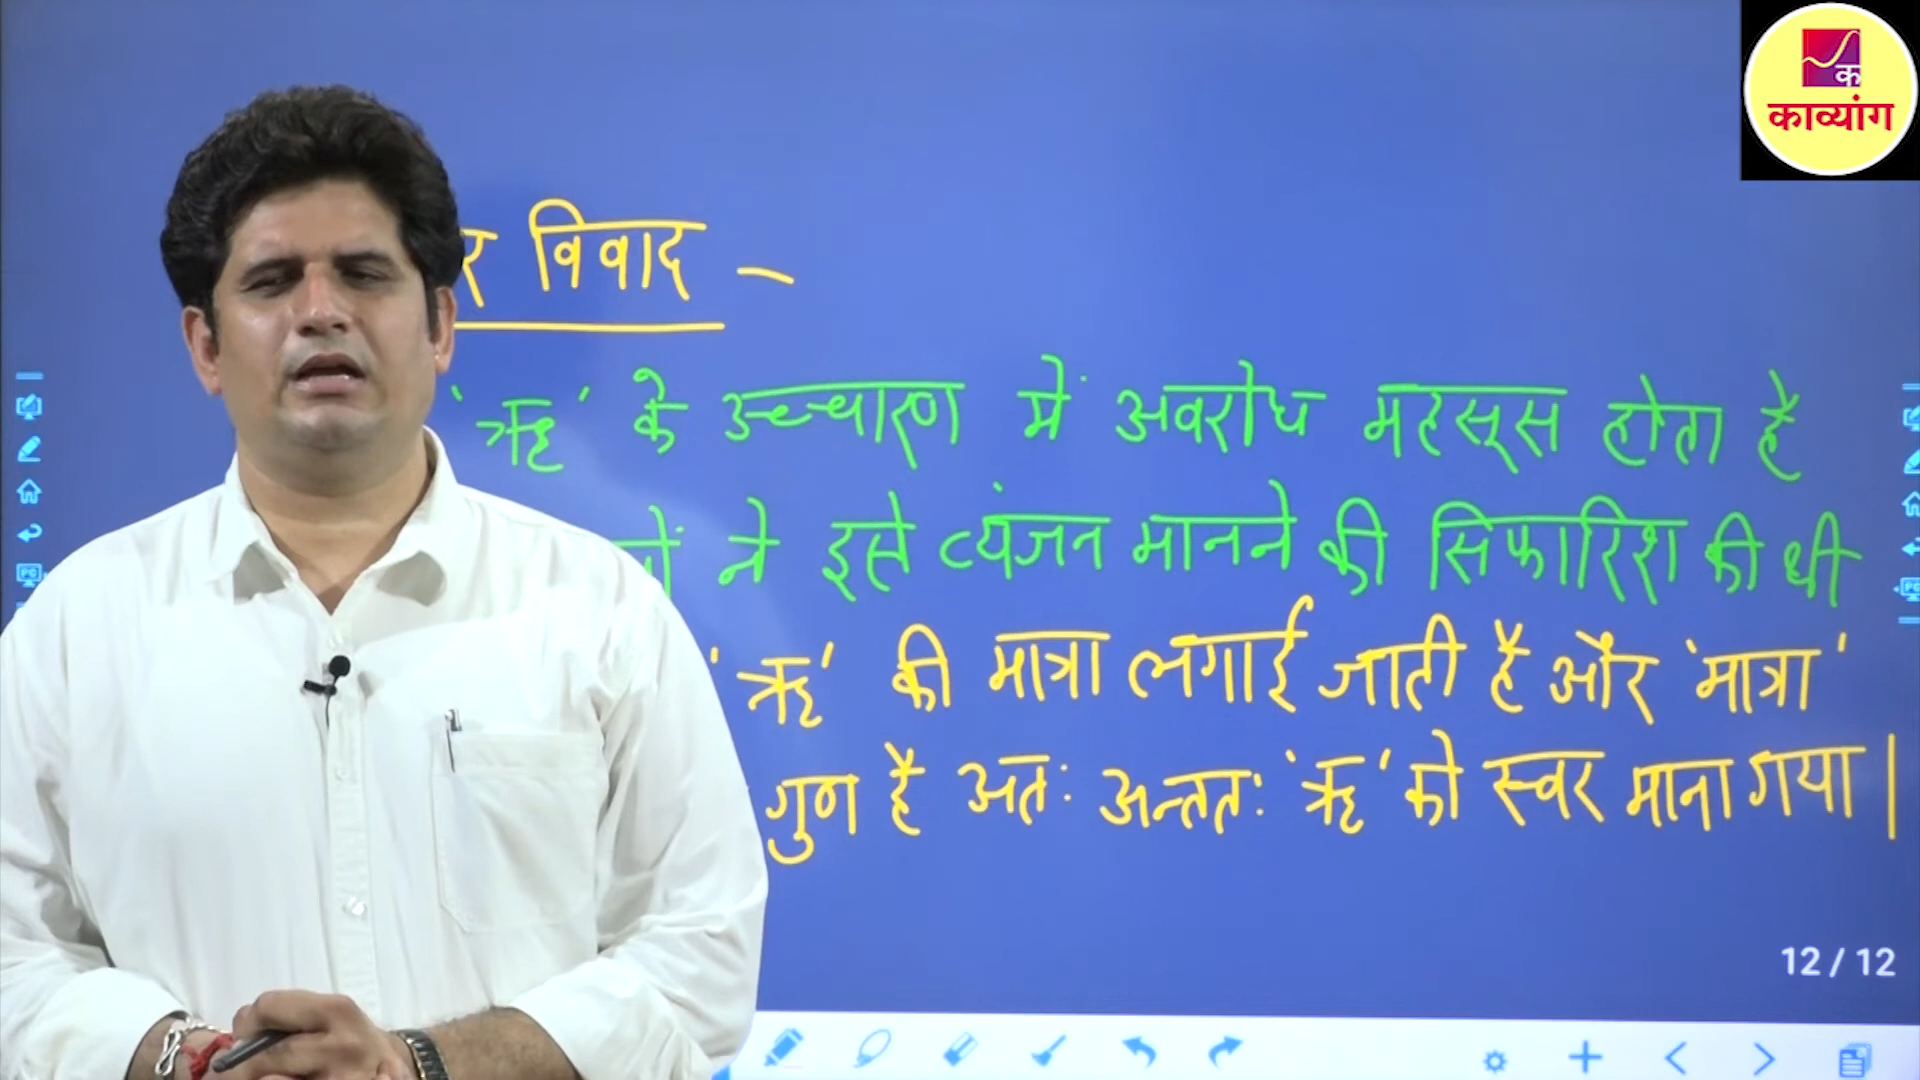 क
काव्यांग
र विवाद –
'ऋ' के उच्चारण में अवरोध महसूस होता है
ने इसे व्यंजन मानने की सिफारिश की थी
'ऋ' की मात्रा लगाई जाती है और 'मात्रा'
गुण है अतः अन्ततः 'ऋ' को स्वर माना गया |
12 / 12